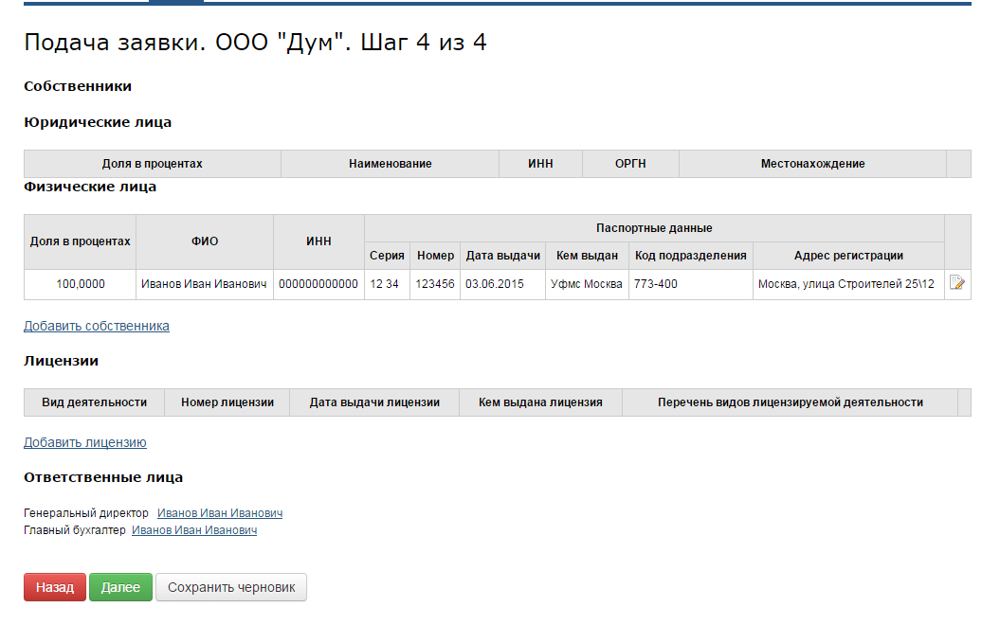 Подача заявки. ООО "Дум". Шаг 4 из 4
Собственники
Юридические лица
Доля в процентах Наименование ИНН ОРГН Местонахождение
Физические лица
Доля в процентах ФИО ИНН Паспортные данные
Серия Номер Дата выдачи Кем выдан Код подразделения Адрес регистрации
100,0000 Иванов Иван Иванович 000000000000 12 34 123456 03.06.2015 Уфмс Москва 773-400 Москва, улица Строителей 25\12
Добавить собственника
Лицензии
Вид деятельности Номер лицензии Дата выдачи лицензии Кем выдана лицензия Перечень видов лицензируемой деятельности
Добавить лицензию
Ответственные лица
Генеральный директор Иванов Иван Иванович
Главный бухгалтер Иванов Иван Иванович
Назад Далее Сохранить черновик